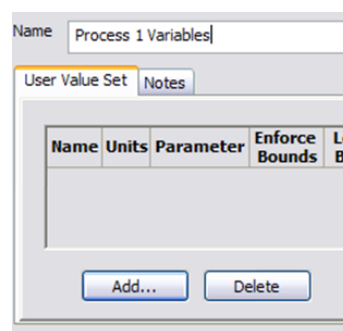 Name Process 1 Variables
User Value Set Notes
Name Units Parameter Enforce Bounds
Add... Delete